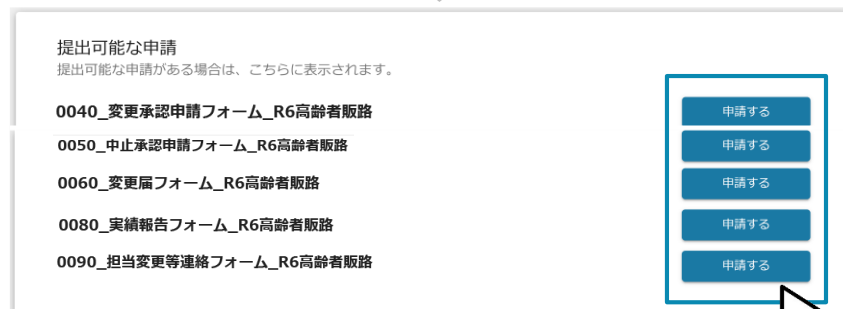 提出可能な申請
提出可能な申請がある場合は、こちらに表示されます。
0040_変更承認申請フォーム_R6高齢者販路 申請する
0050_中止承認申請フォーム_R6高齢者販路 申請する
0060_変更届フォーム_R6高齢者販路 申請する
0080_実績報告フォーム_R6高齢者販路 申請する
0090_担当変更等連絡フォーム_R6高齢者販路 申請する